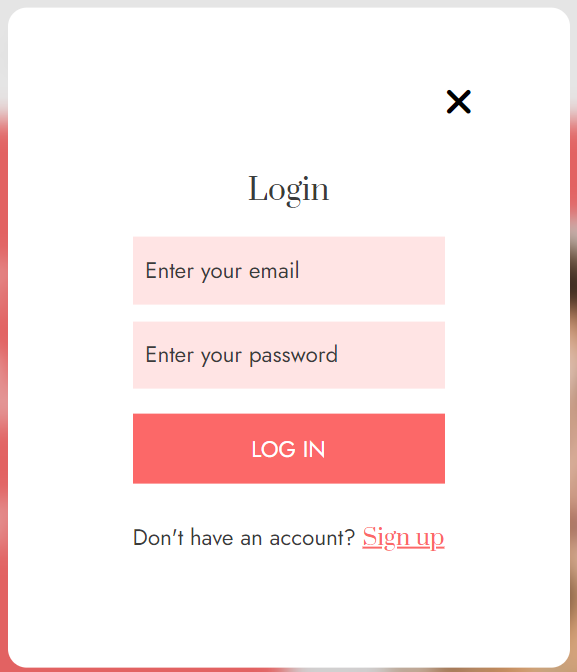 Login
Enter your email
Enter your password
LOG IN
Don't have an account? Sign up